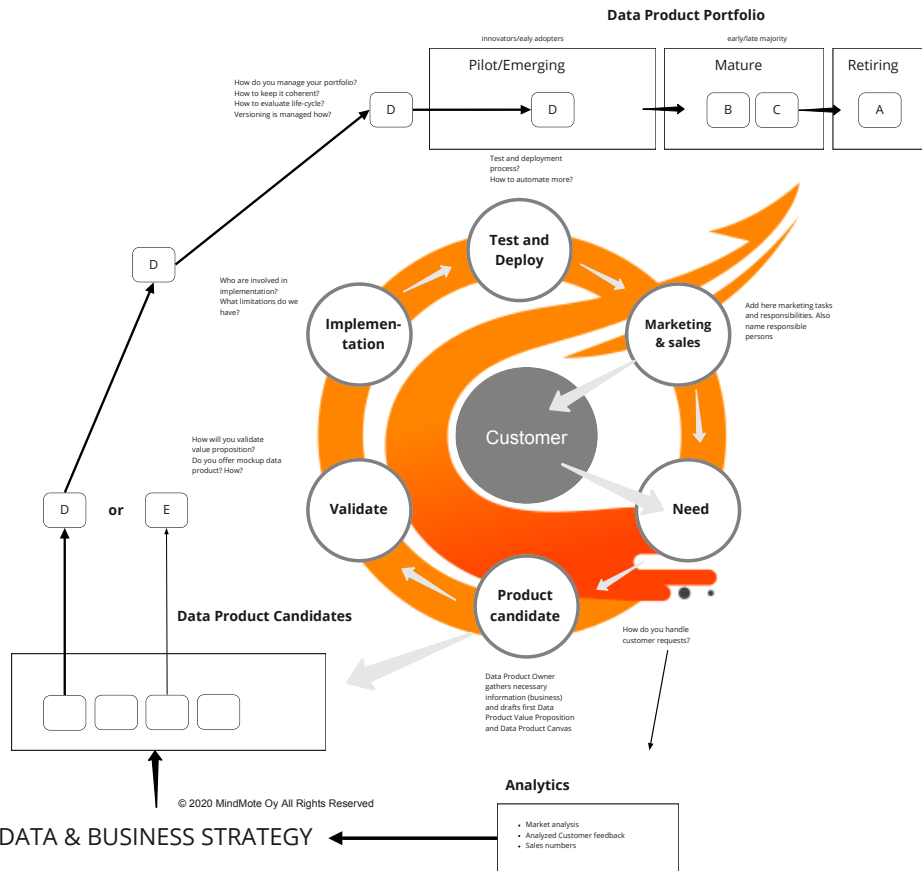 Data Product Portfolio
innovators/ealy adopters
early/late majority
Pilot/Emerging
Mature
Retiring
How do you manage your portfolio?
How to keep it coherent?
How to evaluate life-cycle?
Versioning is managed how?
D
D
B
C
A
Test and deployment
process?
How to automate more?
Test and
Deploy
D
Who are involved in
implementation?
What limitations do we
have?
Implemen-
tation
Marketing
& sales
Add here marketing tasks
and responsibilities. Also
name responsible
persons
Customer
How will you validate
value proposition?
Do you offer mockup data
product? How?
D
or
E
Validate
Need
Product
candidate
Data Product Candidates
How do you handle
customer requests?
Data Product Owner
gathers necessary
information (business)
and drafts first Data
Product Value Proposition
and Data Product Canvas
Analytics
© 2020 MindMote Oy All Rights Reserved
DATA & BUSINESS STRATEGY
• Market analysis
• Analyzed Customer feedback
• Sales numbers